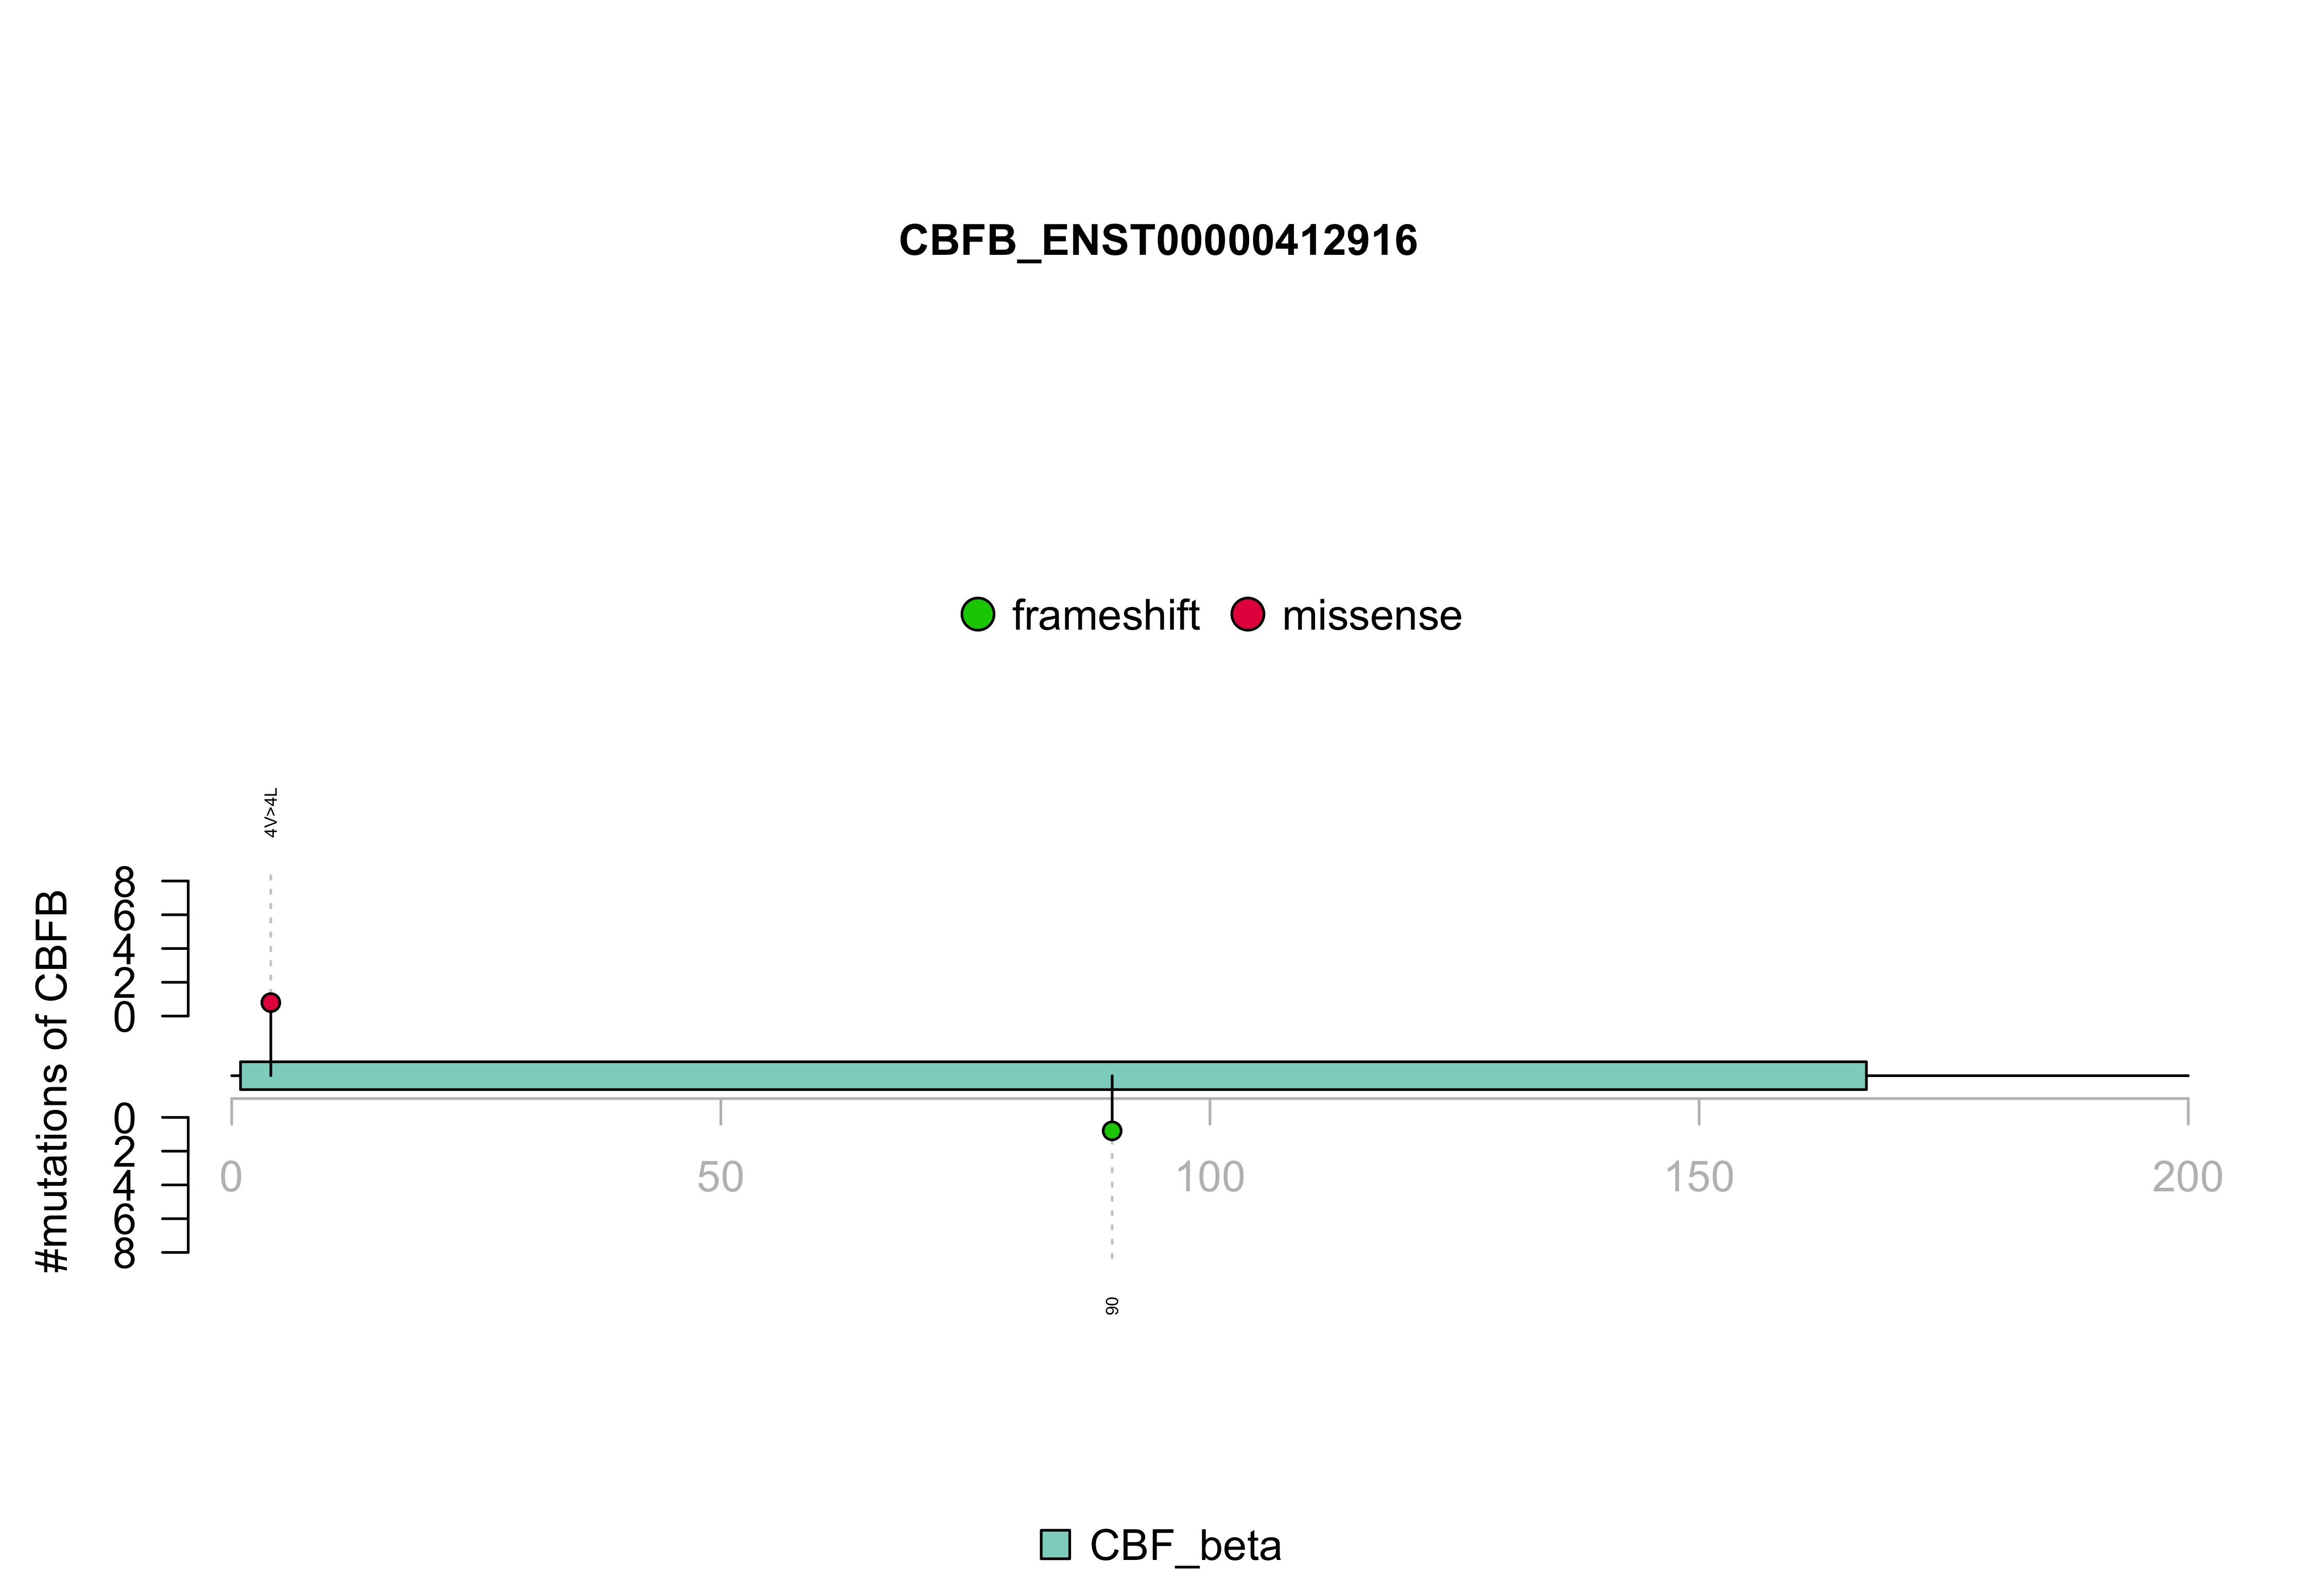 CBFB_ENST00000412916
frameshift missense
4V>4L
#mutations of CBFB
8
6
4
2
0
0
2
4
6
8
0 50 100 150 200
90
CBF_beta